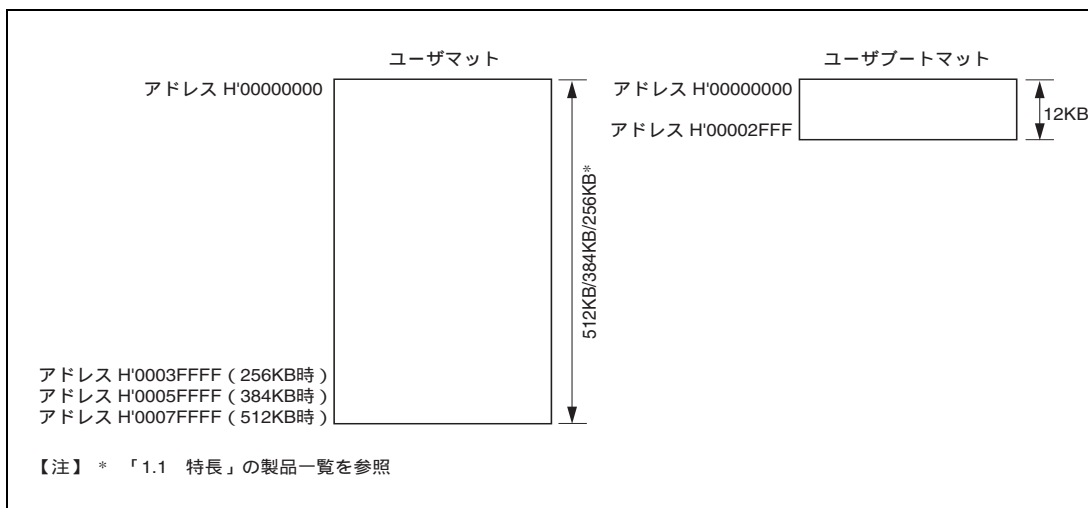 ユーザマット
アドレス H'00000000
512KB/384KB/256KB*
アドレス H'0003FFFF（256KB時）
アドレス H'0005FFFF（384KB時）
アドレス H'0007FFFF（512KB時）
ユーザブートマット
アドレス H'00000000
アドレス H'00002FFF
12KB
【注】 * 「1.1 特長」の製品一覧を参照